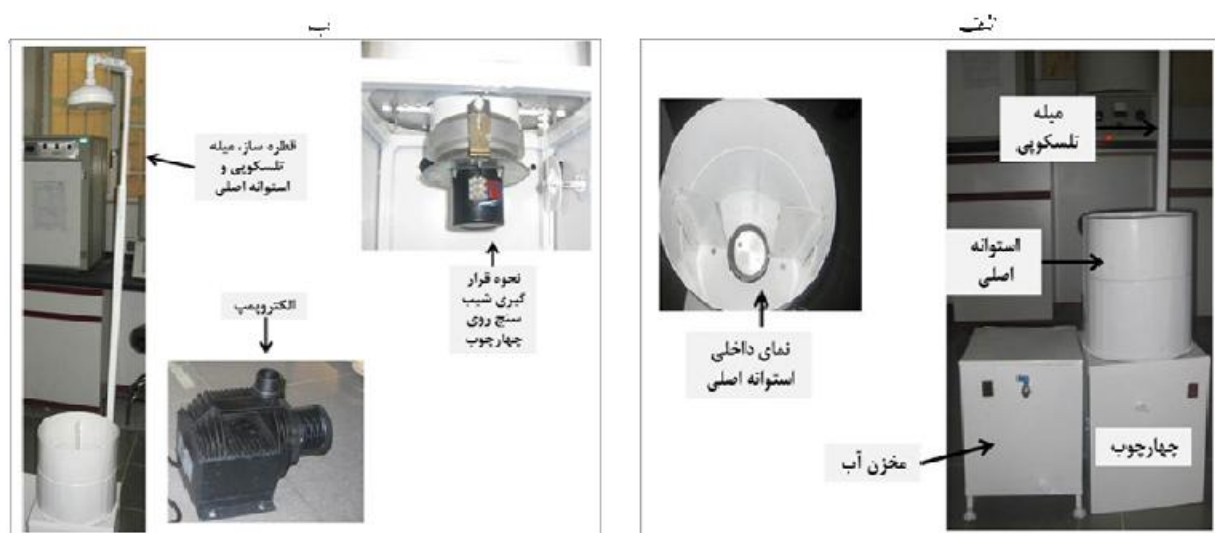 الف
میله
تلسکوپی
استوانه
اصلی
نمای داخلی
استوانه اصلی
مخزن آب
چهارچوب
ب
قطره ساز، میله
تلسکوپی و
استوانه اصلی
نحوه قرار
گیری شیب
سنج روی
چهارچوب
الکتروپمپ